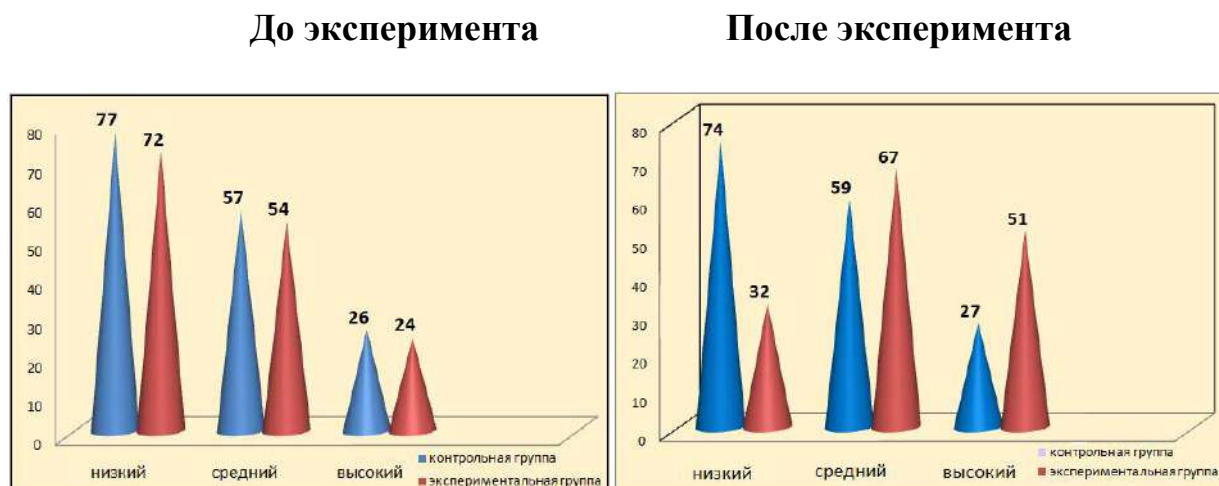 До эксперимента
После эксперимента
77
72
57
54
26
24
80
70
60
50
40
30
20
10
0
низкий
средний
высокий
контрольная группа
экспериментальная группа
74
32
59
67
27
51
80
70
60
50
40
30
20
10
0
низкий
средний
высокий
контрольная группа
экспериментальная группа